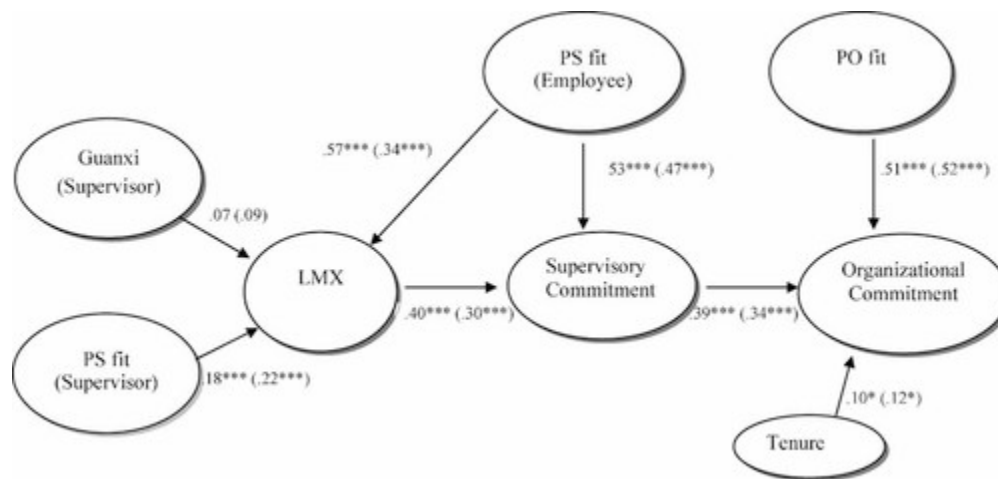 PS fit
(Employee)
PO fit
Guanxi
(Supervisor)
.57*** (.34***)
53*** (.47***)
.51*** (.52***)
.07 (.09)
LMX
Supervisory
Commitment
Organizational
Commitment
.40*** (.30***)
.39*** (.34***)
PS fit
(Supervisor)
.18*** (.22***)
.10* (.12*)
Tenure